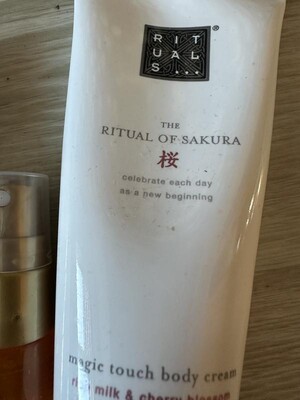 RIT
UAL
S...®
THE
RITUAL OF SAKURA
桜
celebrate each day
as a new beginning
magic touch body cream
rice milk & cherry blossom